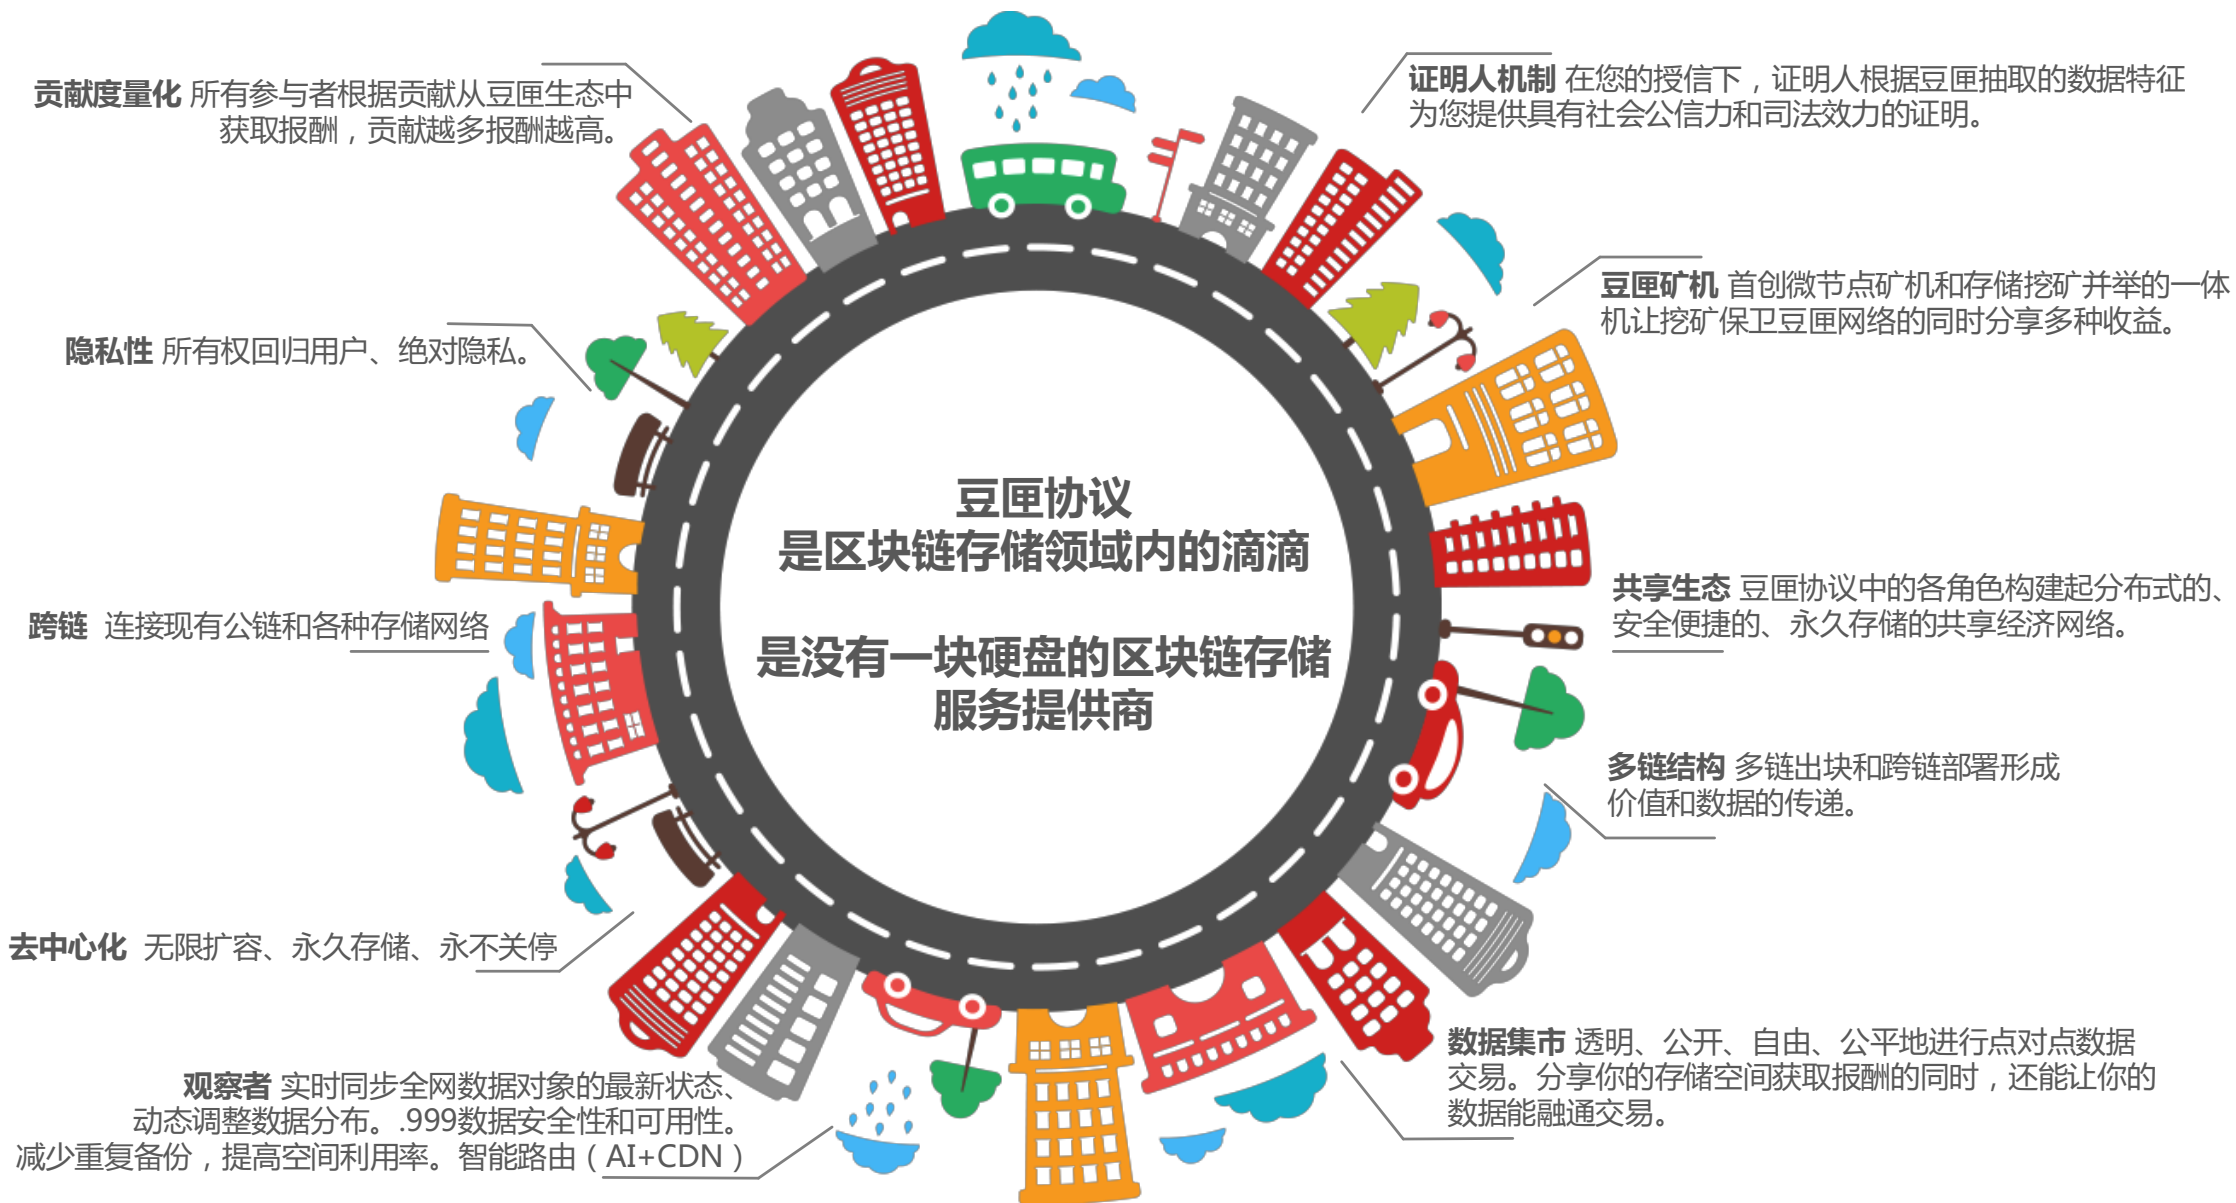 贡献度量化 所有参与者根据贡献从豆匣生态中
获取报酬，贡献越多报酬越高。
证明人机制 在您的授信下，证明人根据豆匣抽取的数据特征
为您提供具有社会公信力和司法效力的证明。
隐私性 所有权回归用户、绝对隐私。
豆匣矿机 首创微节点矿机和存储挖矿并举的一体
机让挖矿保卫豆匣网络的同时分享多种收益。
豆匣协议
是区块链存储领域内的滴滴
是没有一块硬盘的区块链存储
服务提供商
跨链 连接现有公链和各种存储网络
共享生态 豆匣协议中的各角色构建起分布式的、
安全便捷的、永久存储的共享经济网络。
多链结构 多链出块和跨链部署形成
价值和数据的传递。
去中心化 无限扩容、永久存储、永不关停
数据集市 透明、公开、自由、公平地进行点对点数据
交易。分享你的存储空间获取报酬的同时，还能让你的
数据能融通交易。
观察者 实时同步全网数据对象的最新状态、
动态调整数据分布。.999数据安全性和可用性。
减少重复备份，提高空间利用率。智能路由（AI+CDN）